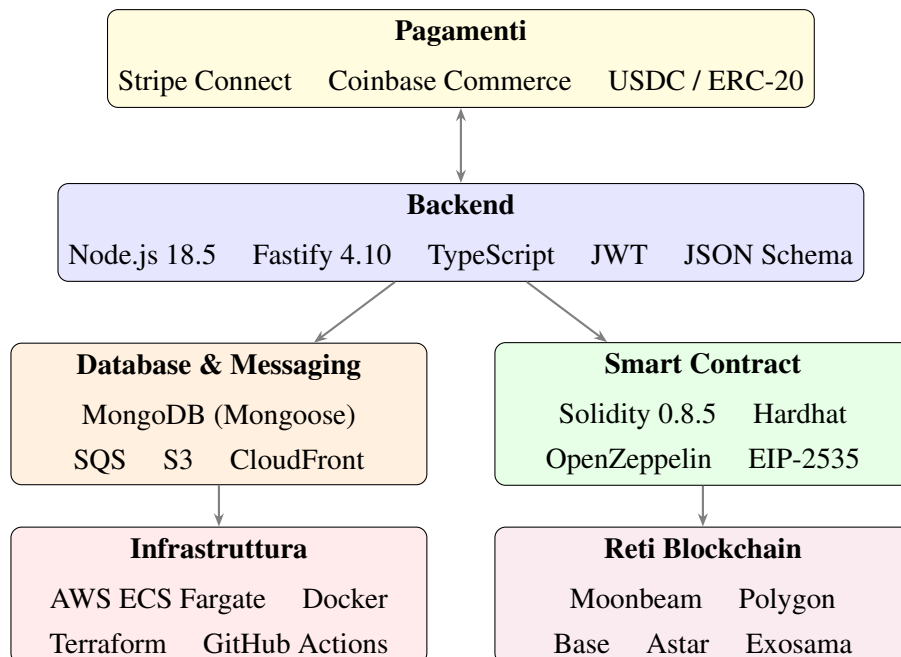 Pagamenti
Stripe Connect Coinbase Commerce USDC / ERC-20
Backend
Node.js 18.5 Fastify 4.10 TypeScript JWT JSON Schema
Database & Messaging
MongoDB (Mongoose)
SQS S3 CloudFront
Smart Contract
Solidity 0.8.5 Hardhat
OpenZeppelin EIP-2535
Infrastruttura
AWS ECS Fargate Docker
Terraform GitHub Actions
Reti Blockchain
Moonbeam Polygon
Base Astar Exosama